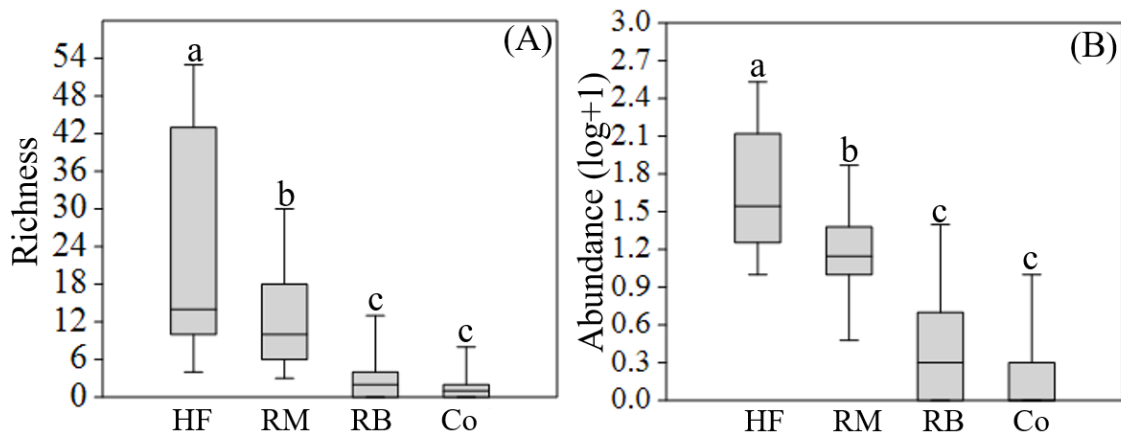 (A)
Richness
54
48
42
36
30
24
18
12
6
0
a
b
c
c
HF RM RB Co
(B)
Abundance (log+1)
3.0
2.7
2.4
2.1
1.8
1.5
1.2
0.9
0.6
0.3
0.0
a
b
c
c
HF RM RB Co